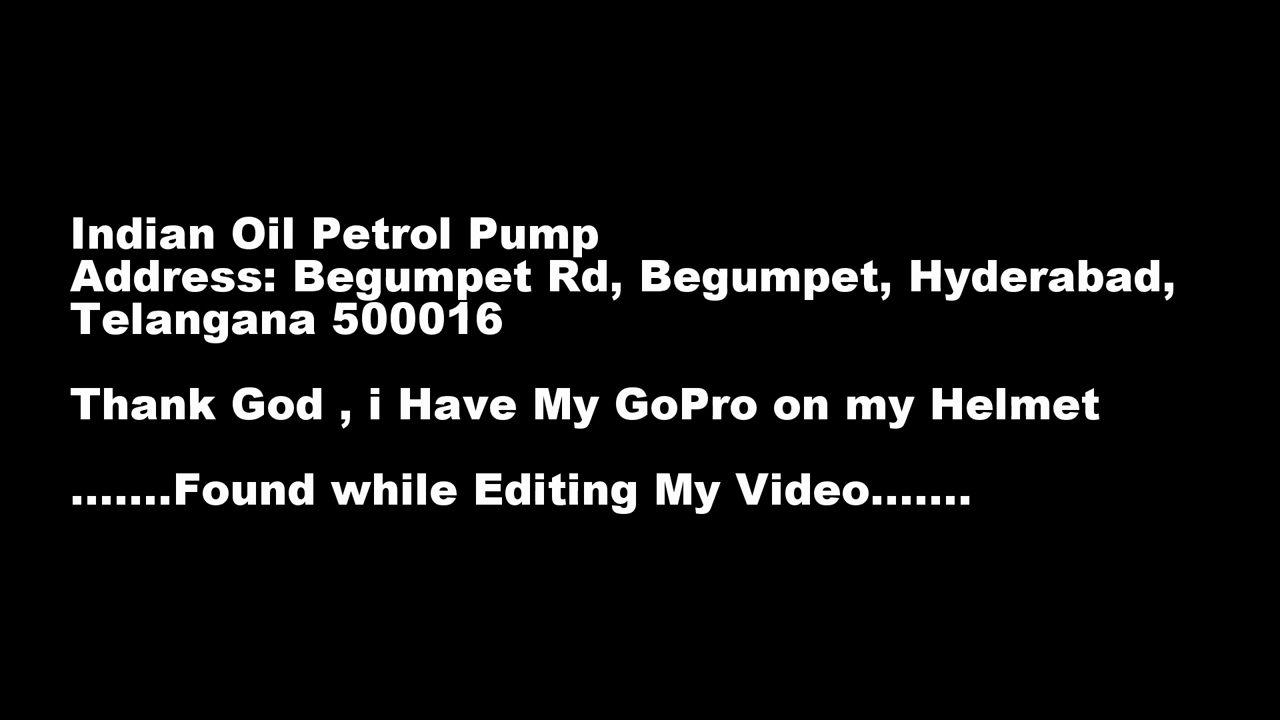 Indian Oil Petrol Pump
Address: Begumpet Rd, Begumpet, Hyderabad,
Telangana 500016
Thank God , i Have My GoPro on my Helmet
.......Found while Editing My Video.......